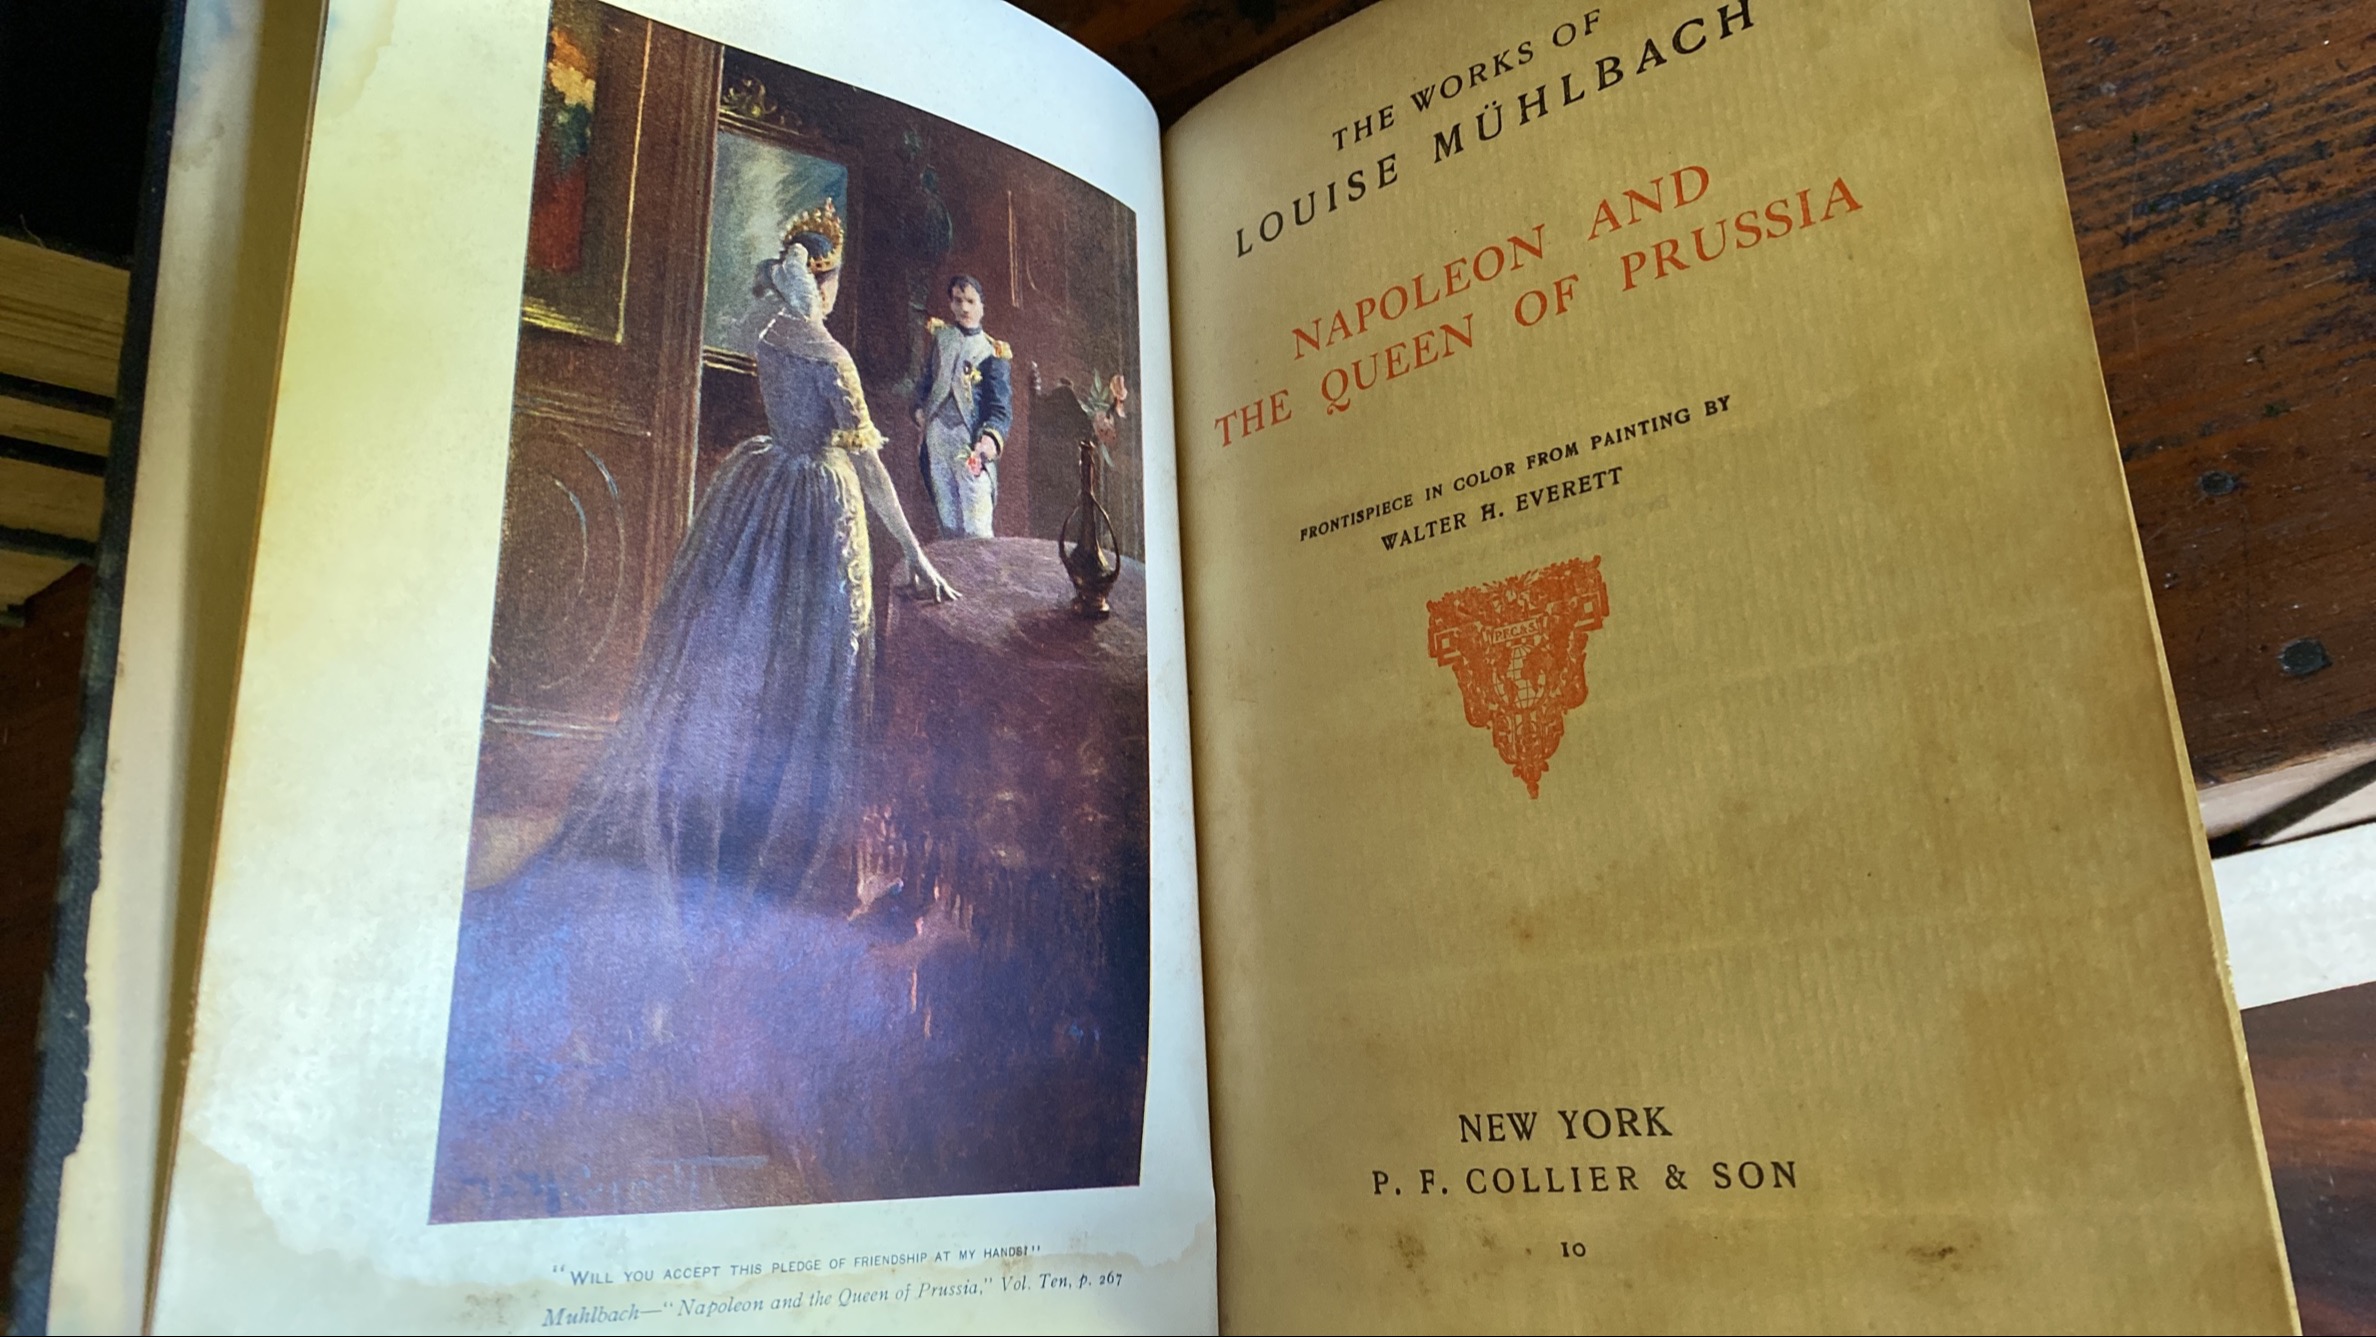 "WILL YOU ACCEPT THIS PLEDGE OF FRIENDSHIP AT MY HANDS?"
Muhlbach—"Napoleon and the Queen of Prussia," Vol. Ten, p. 267
THE WORKS OF
LOUISE MÜHLBACH
NAPOLEON AND
THE QUEEN OF PRUSSIA
FRONTISPIECE IN COLOR FROM PAINTING BY
WALTER H. EVERETT
P.F.C.&S.
NEW YORK
P. F. COLLIER & SON
10